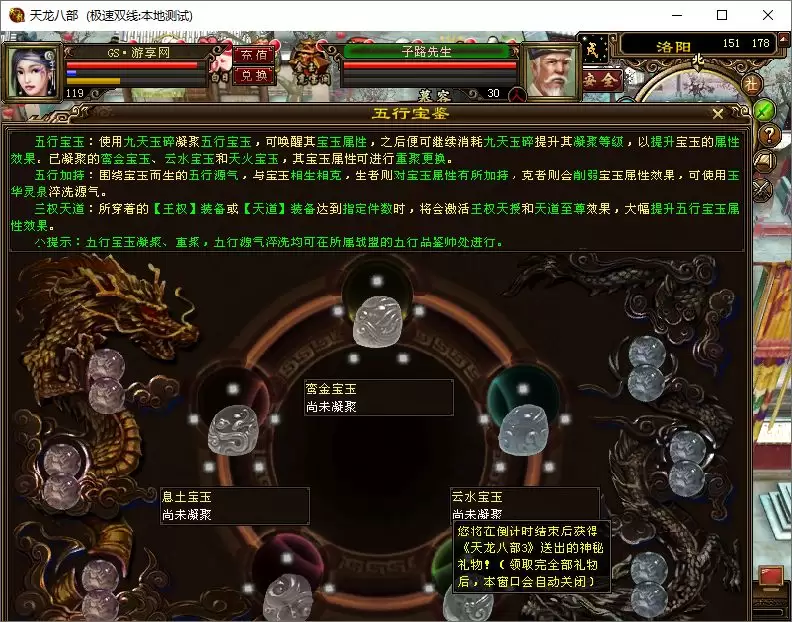 天龙八部 (极速双线:本地测试)
GS·游享网
充值
兑换
119
子路先生
慕容
30
安全
洛阳 151 178
北
社
五行宝鉴
五行宝玉：使用九天玉碎凝聚五行宝玉，可唤醒其宝玉属性，之后便可继续消耗九天玉碎提升其凝聚等级，以提升宝玉的属性
效果。已凝聚的蛮金宝玉、云水宝玉和天火宝玉，其宝玉属性可进行重聚更换。
五行加持：围绕宝玉而生的五行源气，与宝玉相生相克，生者则对宝玉属性有所加持，克者则会削弱宝玉属性效果，可使用玉
华灵泉淬洗源气。
三权天道：所穿着的【王权】装备或【天道】装备达到指定件数时，将会激活王权天授和天道至尊效果，大幅提升五行宝玉属
性效果。
小提示：五行宝玉凝聚、重聚，五行源气淬洗均可在所属战盟的五行品鉴师处进行。
蛮金宝玉
尚未凝聚
息土宝玉
尚未凝聚
云水宝玉
尚未凝聚
您将在倒计时结束后获得
《天龙八部3》送出的神秘
礼物！（领取完全部礼物
后，本窗口会自动关闭）